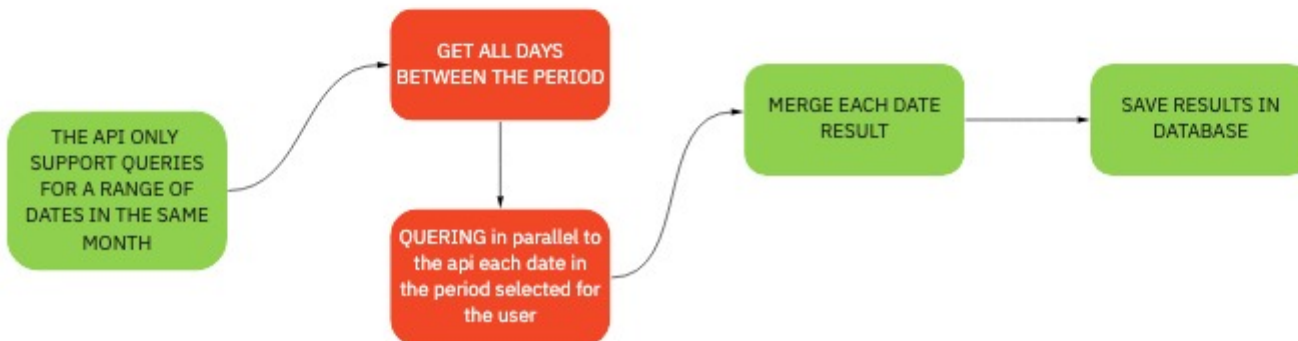 THE API ONLY
SUPPORT QUERIES
FOR A RANGE OF
DATES IN THE SAME
MONTH
GET ALL DAYS
BETWEEN THE PERIOD
QUERING in parallel to
the api each date in
the period selected for
the user
MERGE EACH DATE
RESULT
SAVE RESULTS IN
DATABASE